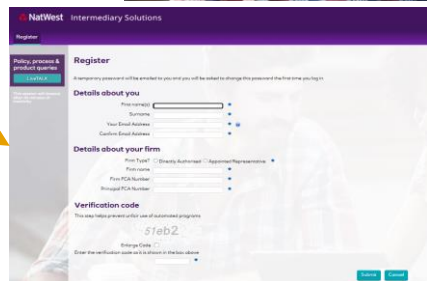 NatWest Intermediary Solutions
Register
Policy, process & product queries
Register
A temporary password will be emailed to you and you will be asked to change this password the first time you log in
Details about you
First name(s)
Surname
Your Email Address
Confirm Email Address
Details about your firm
Firm Type? Directly Authorised Appointed Representative
Firm name
Firm FCA Number
Principal FCA Number
Verification code
This step helps prevent unfair use of automated programs
51eb2
Enlarge Code
Enter the verification code as it is shown in the box above
Submit Cancel